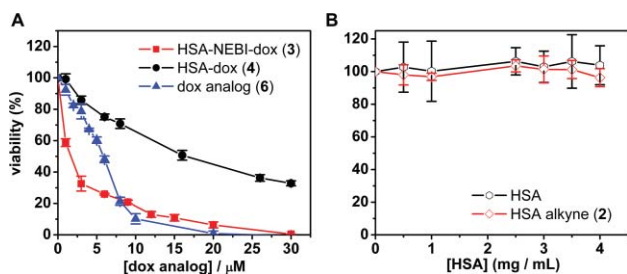 A
HSA-NEBI-dox (3)
HSA-dox (4)
dox analog (6)
viability (%)
120
100
80
60
40
20
0
0 5 10 15 20 25 30
[dox analog] / μM
B
HSA
HSA alkyne (2)
120
100
80
60
40
20
0
0 1 2 3 4
[HSA] (mg / mL)